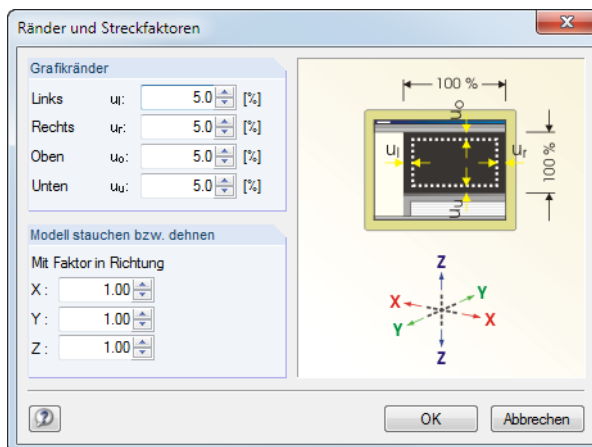 Ränder und Streckfaktoren
Grafikränder
Links ul: 5.0 [%]
Rechts ur: 5.0 [%]
Oben uo: 5.0 [%]
Unten uu: 5.0 [%]
Modell stauchen bzw. dehnen
Mit Faktor in Richtung
X : 1.00
Y : 1.00
Z : 1.00
100 %
uo
ul
ur
100 %
uu
Z
Y
X
X
Y
Z
OK
Abbrechen